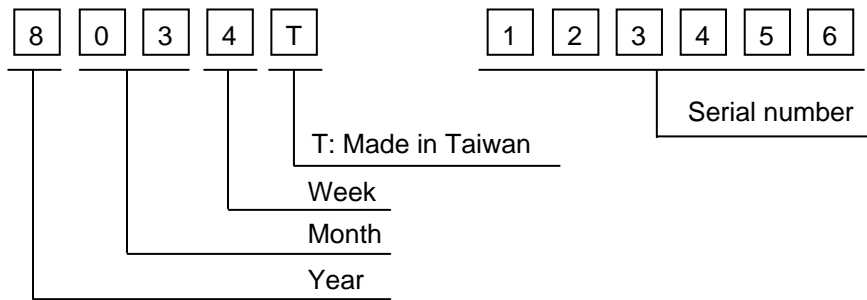 8 0 3 4 T 1 2 3 4 5 6
Serial number
T: Made in Taiwan
Week
Month
Year